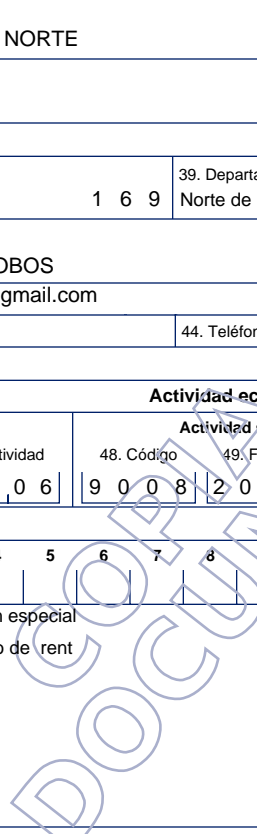 NORTE
39. Departa
1 6 9 Norte de
OBOS
gmail.com
44. Teléfon
Actividad ec
Actividad
tividad 48. Código 49. F
0 6 9 0 0 8 2 0
5 6 7 8
n especial
o de rent
COPIA
DOCUM